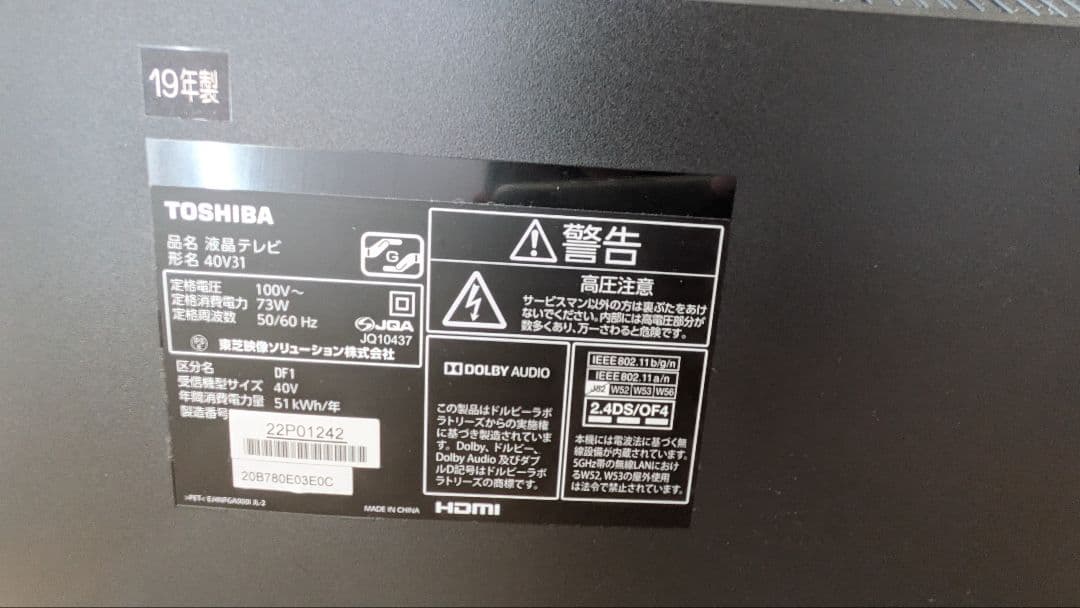 19年製
TOSHIBA
品名 液晶テレビ
形名 40V31
G
定格電圧 100V~
定格消費電力 73W
定格周波数 50/60 Hz
JQA
JQ10437
東芝映像ソリューション株式会社
区分名 DF1
受信機型サイズ 40V
年間消費電力量 51kWh/年
製造番号
22P01242
20B780E03E0C
MADE IN CHINA
HDMI
警告
高圧注意
サービスマン以外の方は裏ぶたをあけ
ないでください。内部には高電圧部分が
数多くあり、万一さわると危険です。
DOLBY AUDIO
この製品はドルビーラボ
ラトリーズからの実施権
に基づき製造されていま
す。Dolby、ドルビー、
Dolby Audio 及びダブ
ルD記号はドルビーラボ
ラトリーズの商標です。
IEEE802.11b/g/n
IEEE802.11a/n
J52 W52 W53 W56
2.4DS/OF4
本機には電波法に基づく無
線設備が内蔵されています。
5GHz帯の無線LANにおけ
るW52, W53の屋外使用
は法令で禁止されています。